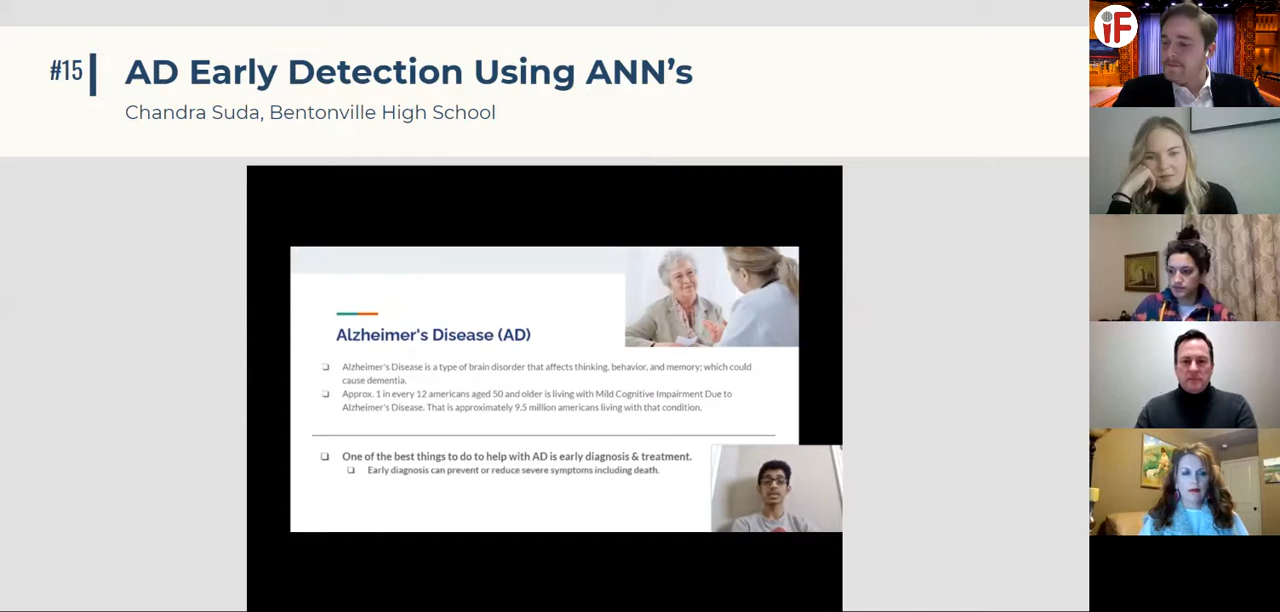 #15
AD Early Detection Using ANN’s
Chandra Suda, Bentonville High School
iF
Alzheimer's Disease (AD)
Alzheimer's Disease is a type of brain disorder that affects thinking, behavior, and memory; which could
cause dementia.
Approx. 1 in every 12 americans aged 50 and older is living with Mild Cognitive Impairment Due to
Alzheimer's Disease. That is approximately 9.5 million americans living with that condition.
One of the best things to do to help with AD is early diagnosis & treatment.
Early diagnosis can prevent or reduce severe symptoms including death.